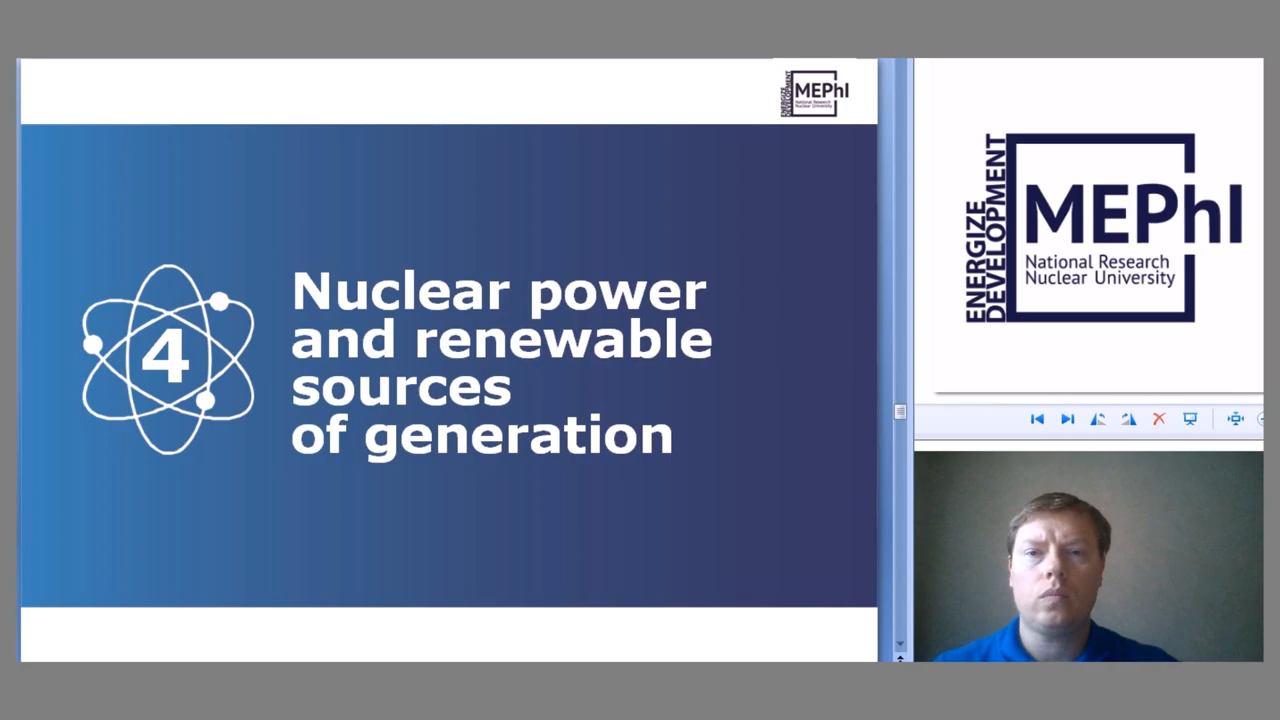 ENERGIZE
DEVELOPMENT
MEPhI
National Research
Nuclear University
4
Nuclear power
and renewable
sources
of generation
ENERGIZE
DEVELOPMENT
MEPhI
National Research
Nuclear University